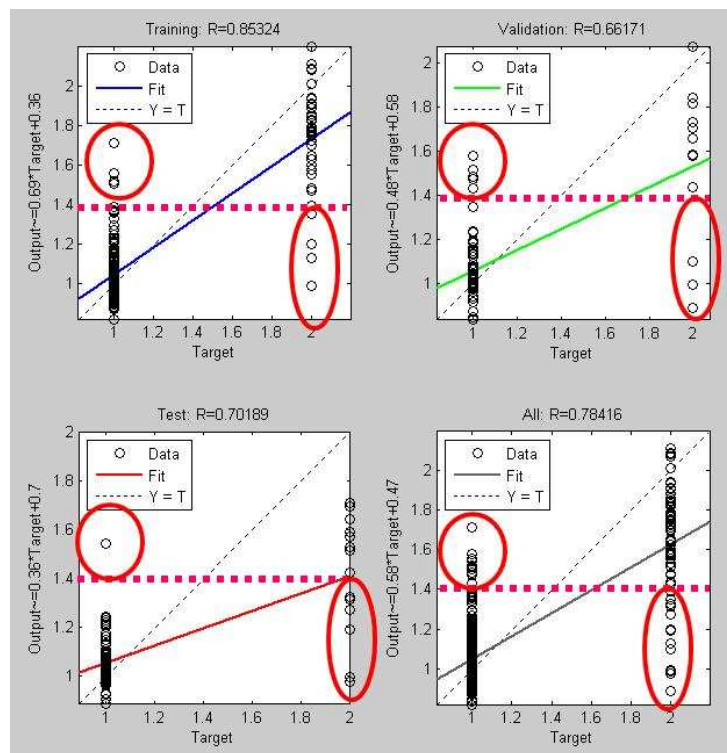 Training: R=0.85324
Output~=0.69*Target+0.36
Data
Fit
Y = T
2
1.8
1.6
1.4
1.2
1
1 1.2 1.4 1.6 1.8 2
Target
Validation: R=0.66171
Output~=0.48*Target+0.58
Data
Fit
Y = T
2
1.8
1.6
1.4
1.2
1
1 1.2 1.4 1.6 1.8 2
Target
Test: R=0.70189
Output~=0.36*Target+0.7
Data
Fit
Y = T
2
1.8
1.6
1.4
1.2
1
1 1.2 1.4 1.6 1.8 2
Target
All: R=0.78416
Output~=0.58*Target+0.47
Data
Fit
Y = T
2
1.8
1.6
1.4
1.2
1
1 1.2 1.4 1.6 1.8 2
Target